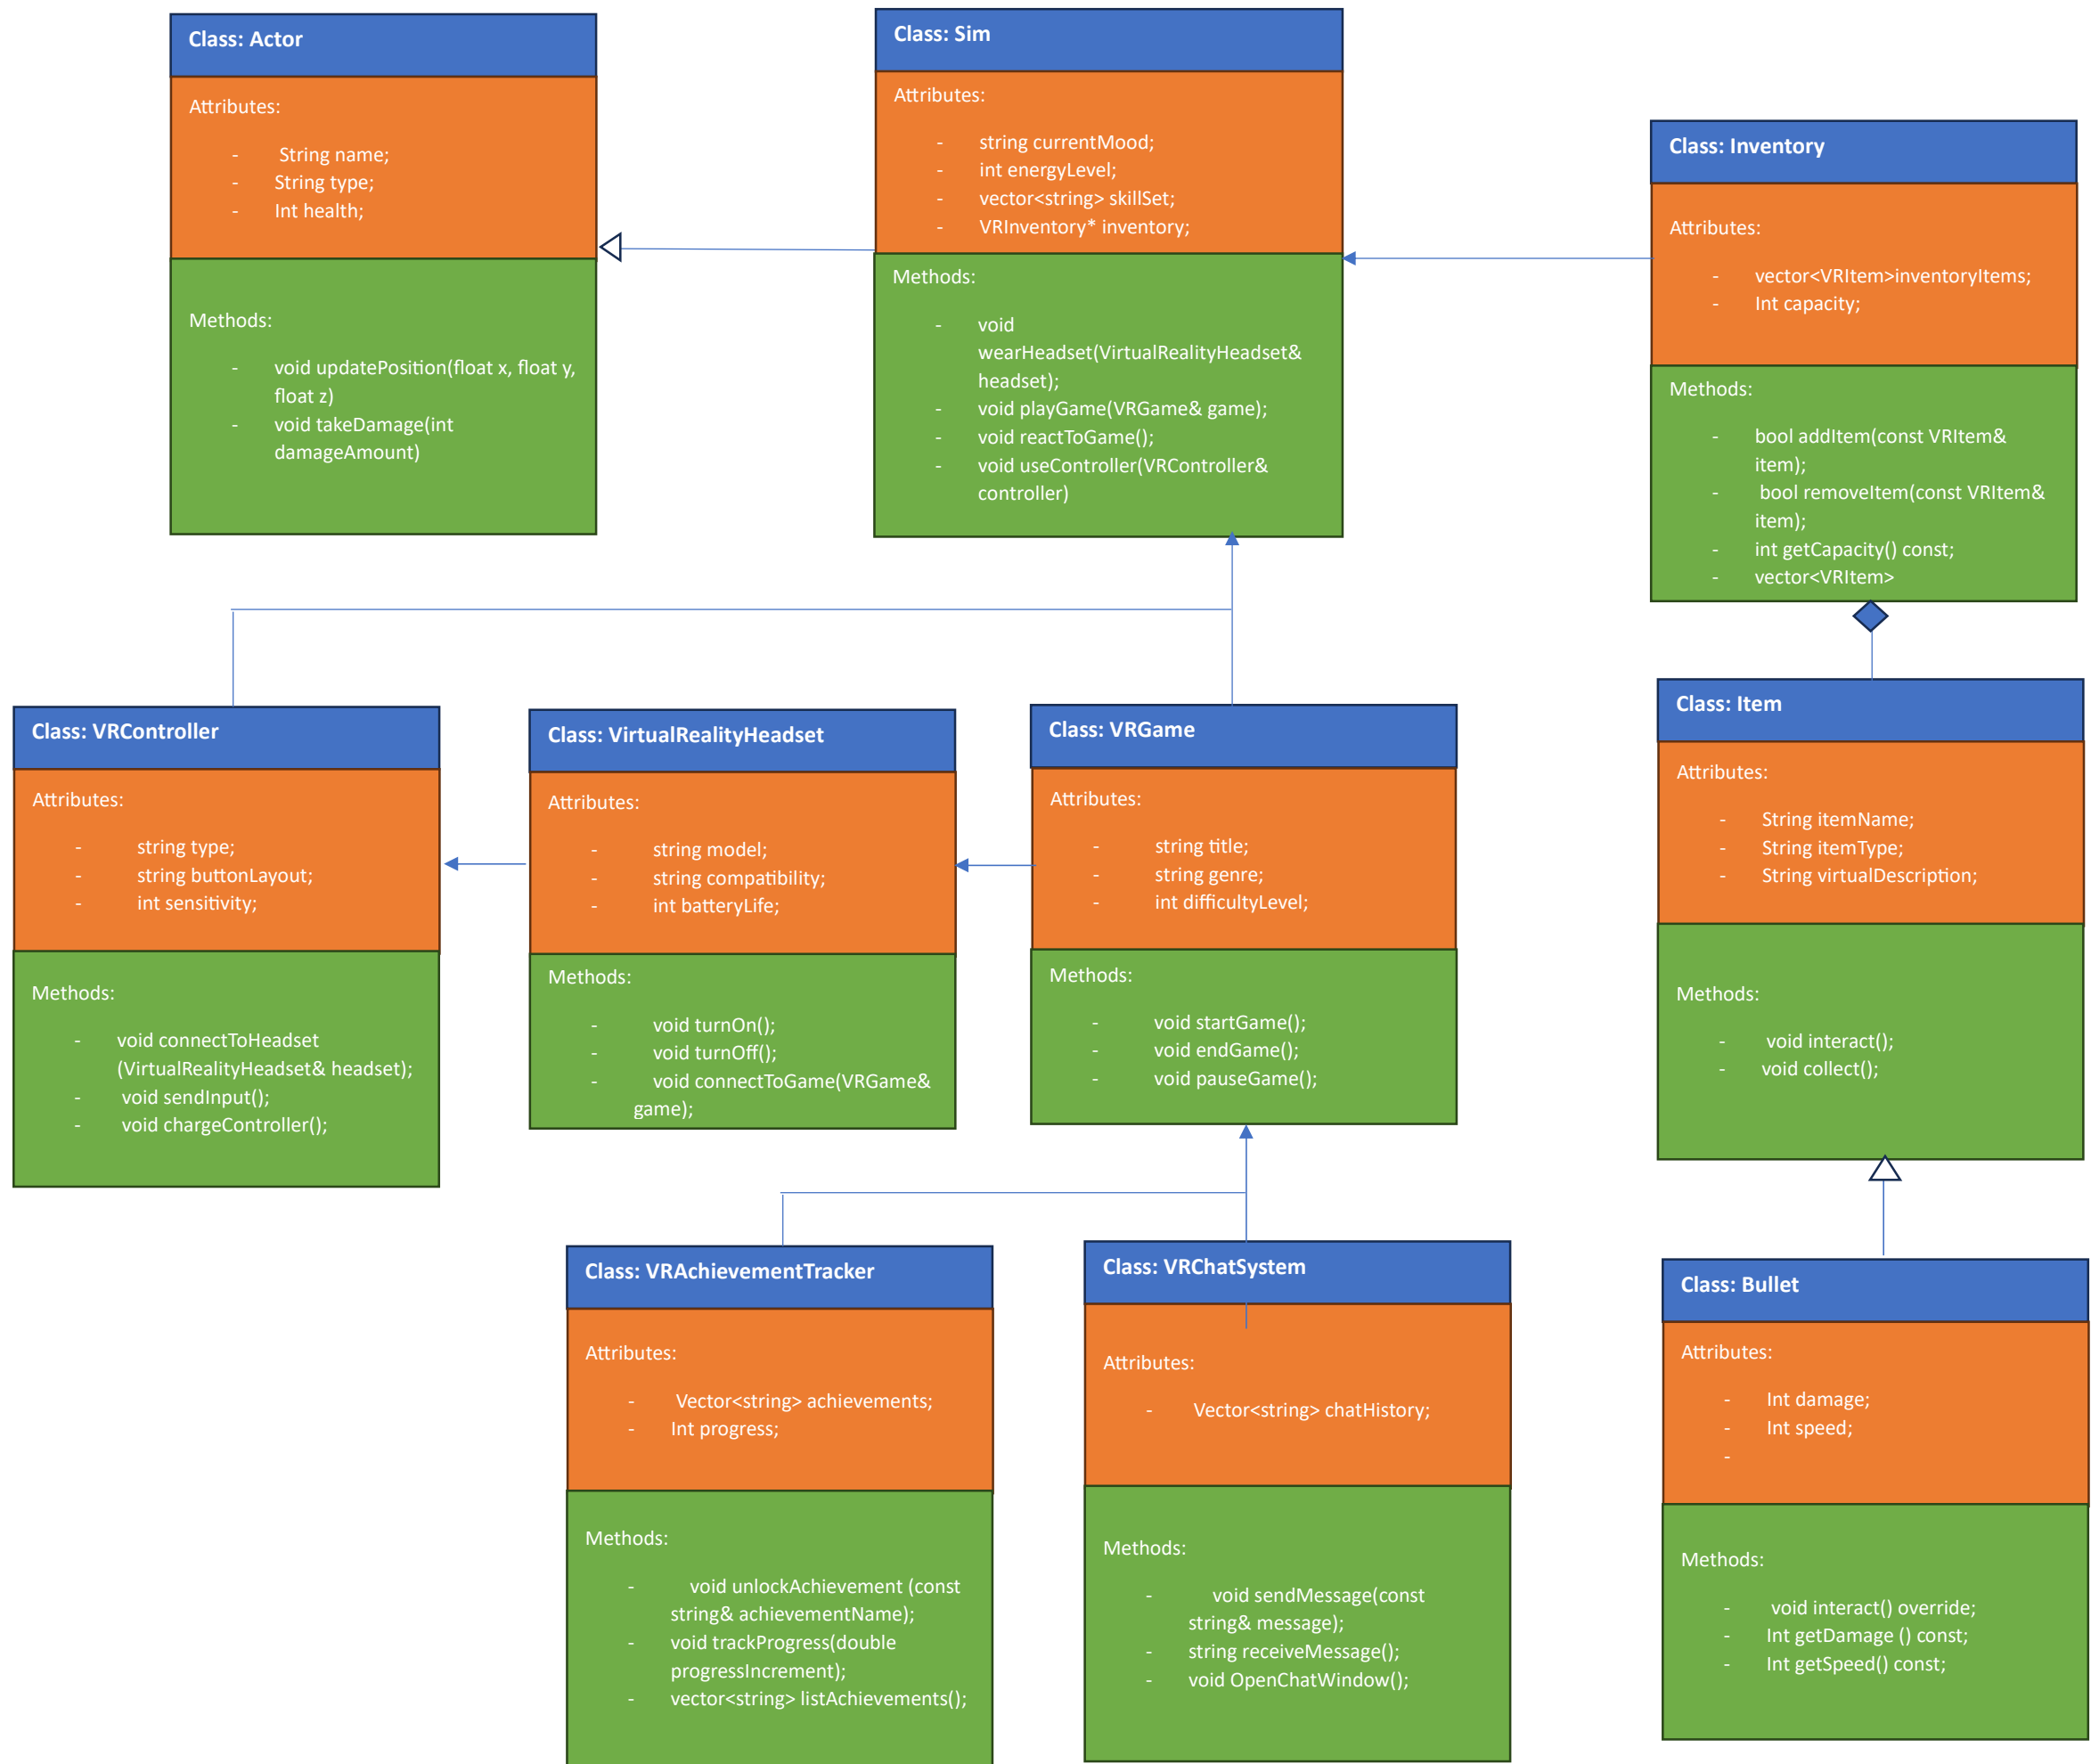 Class: Actor
Attributes:
- String name;
- String type;
- Int health;
Methods:
- void updatePosition(float x, float y,
float z)
- void takeDamage(int
damageAmount)
Class: Sim
Attributes:
- string currentMood;
- int energyLevel;
- vector<string> skillSet;
- VRInventory* inventory;
Methods:
- void
wearHeadset(VirtualRealityHeadset&
headset);
- void playGame(VRGame& game);
- void reactToGame();
- void useController(VRController&
controller)
Class: Inventory
Attributes:
- vector<VRItem>inventoryItems;
- Int capacity;
Methods:
- bool addItem(const VRItem&
item);
- bool removeItem(const VRItem&
item);
- int getCapacity() const;
- vector<VRItem>
Class: VRController
Attributes:
- string type;
- string buttonLayout;
- int sensitivity;
Methods:
- void connectToHeadset
(VirtualRealityHeadset& headset);
- void sendInput();
- void chargeController();
Class: VirtualRealityHeadset
Attributes:
- string model;
- string compatibility;
- int batteryLife;
Methods:
- void turnOn();
- void turnOff();
- void connectToGame(VRGame&
game);
Class: VRGame
Attributes:
- string title;
- string genre;
- int difficultyLevel;
Methods:
- void startGame();
- void endGame();
- void pauseGame();
Class: Item
Attributes:
- String itemName;
- String itemType;
- String virtualDescription;
Methods:
- void interact();
- void collect();
Class: VRAchievementTracker
Attributes:
- Vector<string> achievements;
- Int progress;
Methods:
- void unlockAchievement (const
string& achievementName);
- void trackProgress(double
progressIncrement);
- vector<string> listAchievements();
Class: VRChatSystem
Attributes:
- Vector<string> chatHistory;
Methods:
- void sendMessage(const
string& message);
- string receiveMessage();
- void OpenChatWindow();
Class: Bullet
Attributes:
- Int damage;
- Int speed;
-
Methods:
- void interact() override;
- Int getDamage () const;
- Int getSpeed() const;